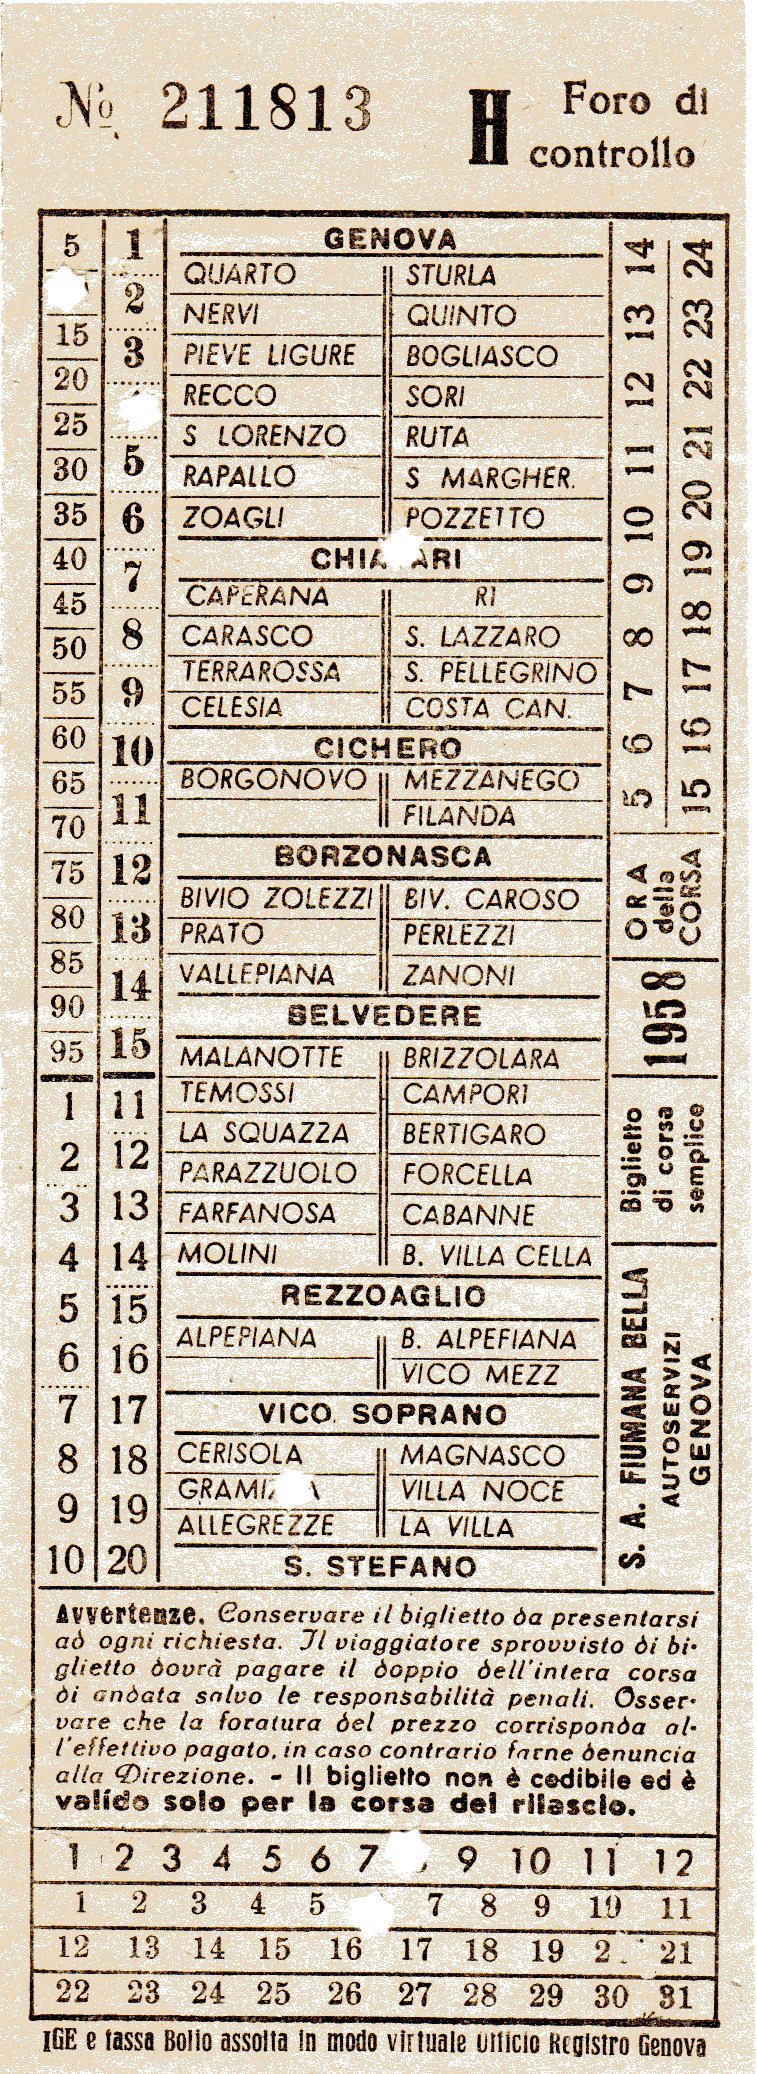 No 211813
H
Foro di
controllo
GENOVA
QUARTO STURLA
NERVI QUINTO
PIEVE LIGURE BOGLIASCO
RECCO SORI
S LORENZO RUTA
RAPALLO S MARGHER.
ZOAGLI POZZETTO
CHIA ARI
CAPERANA RI
CARASCO S. LAZZARO
TERRAROSSA S. PELLEGRINO
CELESIA COSTA CAN.
CICHERO
BORGONOVO MEZZANEGO
FILANDA
BORZONASCA
BIVIO ZOLEZZI BIV. CAROSO
PRATO PERLEZZI
VALLEPIANA ZANONI
BELVEDERE
MALANOTTE BRIZZOLARA
TEMOSSI CAMPORI
LA SQUAZZA BERTIGARO
PARAZZUOLO FORCELLA
FARFANOSA CABANNE
MOLINI B. VILLA CELLA
REZZOAGLIO
ALPEPIANA B. ALPEFIANA
VICO MEZZ
VICO. SOPRANO
CERISOLA MAGNASCO
GRAMI VILLA NOCE
ALLEGREZZE LA VILLA
S. STEFANO
5
15
20
25
30
35
40
45
50
55
60
65
70
75
80
85
90
95
1
2
3
4
5
6
7
8
9
10
1
2
3
5
6
7
8
9
10
11
12
13
14
15
11
12
13
14
15
16
17
18
19
20
5 6 7 8 9 10 11 12 13 14
15 16 17 18 19 20 21 22 23 24
ORA
della
CORSA
1958
Biglietto
di corsa
semplice
S. A. FIUMANA BELLA
AUTOSERVIZI
GENOVA
Avvertenze. Conservare il biglietto da presentarsi
ad ogni richiesta. Il viaggiatore sprovvisto di bi-
glietto dovrà pagare il doppio dell'intera corsa
di andata salvo le responsabilità penali. Osser-
vare che la foratura del prezzo corrisponda al-
l'effettivo pagato, in caso contrario farne denuncia
alla Direzione. - Il biglietto non è cedibile ed è
valido solo per la corsa del rilascio.
1 2 3 4 5 6 7 9 10 11 12
1 2 3 4 5 7 8 9 10 11
12 13 14 15 16 17 18 19 2 21
22 23 24 25 26 27 28 29 30 31
IGE e tassa Bollo assolta in modo virtuale Ufficio Registro Genova